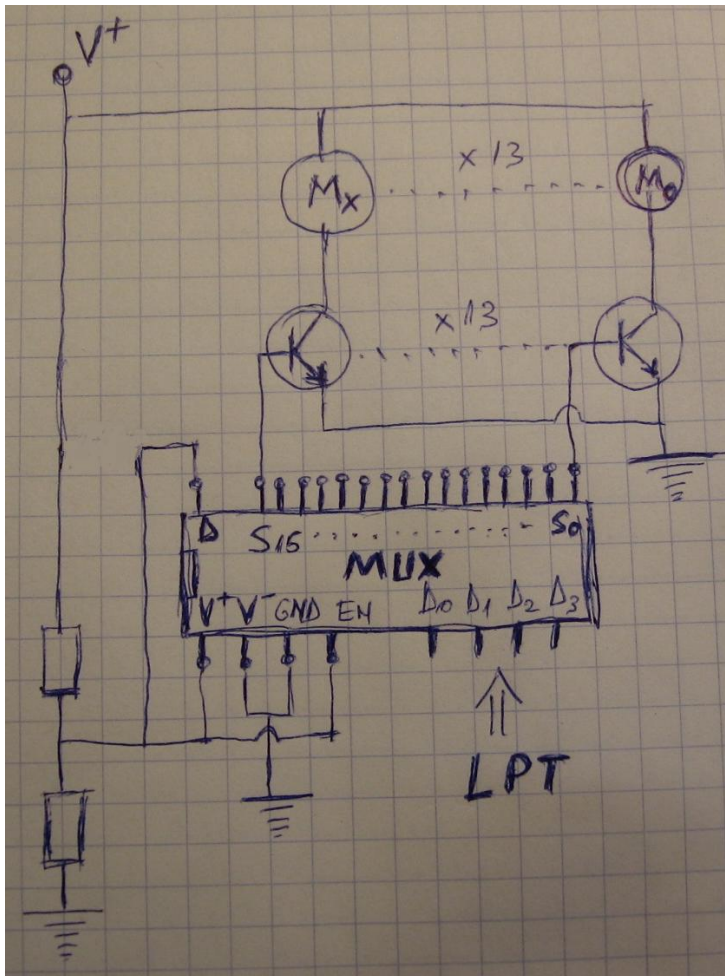 V⁺
x 13
Mx M0
x 13
D S15 S0
MUX
V⁺ V⁻ GND EN D0 D1 D2 D3
LPT